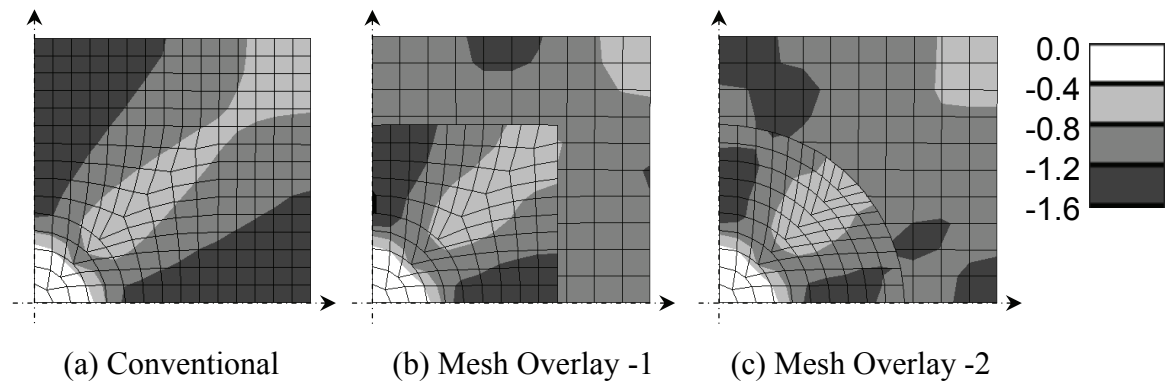 0.0
-0.4
-0.8
-1.2
-1.6
(a) Conventional
(b) Mesh Overlay -1
(c) Mesh Overlay -2